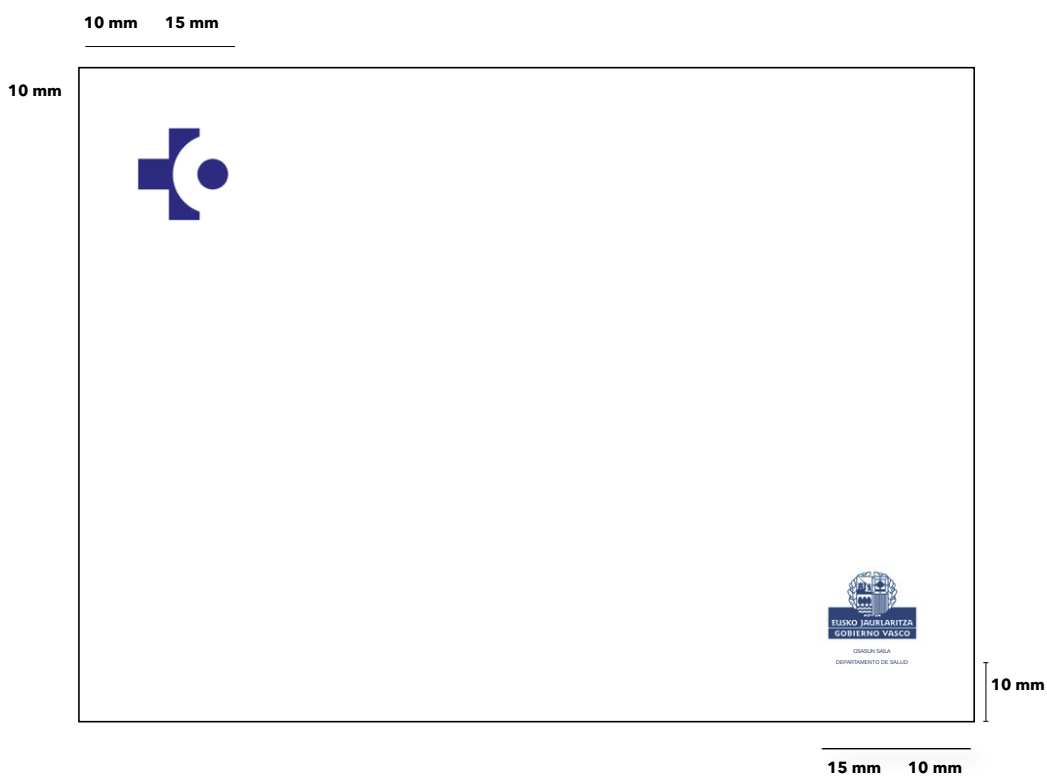 10 mm 15 mm
10 mm
EUSKO JAURLARITZA
GOBIERNO VASCO
OSASUN SAILA
DEPARTAMENTO DE SALUD
10 mm
15 mm 10 mm